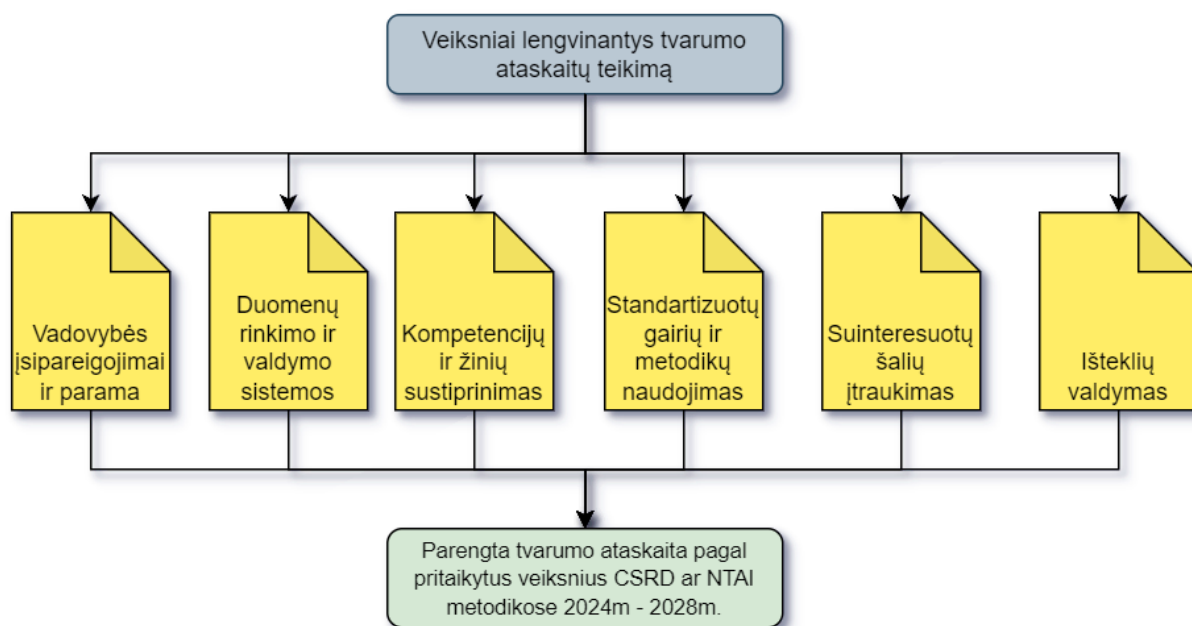 Veiksniai lengvinantys tvarumo
ataskaitų teikimą
Vadovybės
įsipareigojimai
ir parama
Duomenų
rinkimo ir
valdymo
sistemos
Kompetencijų
ir žinių
sustiprinimas
Standartizuotų
gairių ir
metodikų
naudojimas
Suinteresuotų
šalių
įtraukimas
Išteklių
valdymas
Parengta tvarumo ataskaita pagal
pritaikytus veiksnius CSRD ar NTAI
metodikose 2024m - 2028m.